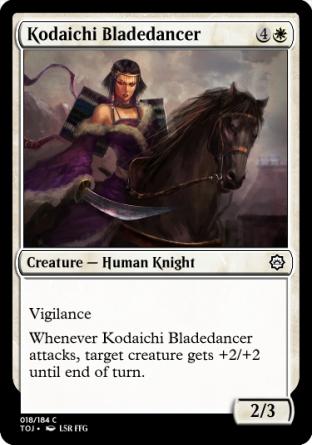 Kodaichi Bladedancer 4
Creature — Human Knight
Vigilance
Whenever Kodaichi Bladedancer
attacks, target creature gets +2/+2
until end of turn.
2/3
018/184 C
TOJ • LSR FFG